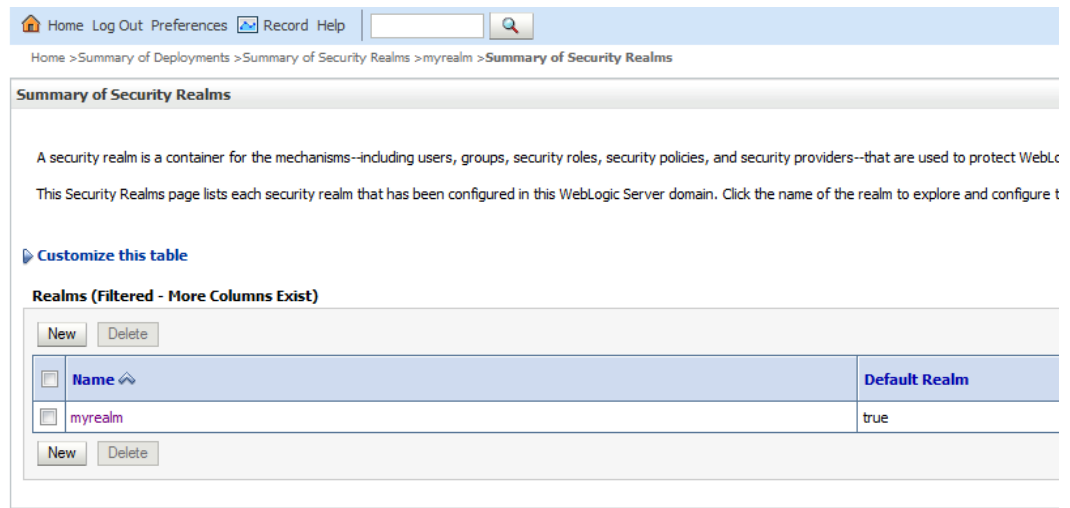 Home Log Out Preferences Record Help
Home >Summary of Deployments >Summary of Security Realms >myrealm >Summary of Security Realms
Summary of Security Realms
A security realm is a container for the mechanisms--including users, groups, security roles, security policies, and security providers--that are used to protect
This Security Realms page lists each security realm that has been configured in this WebLogic Server domain. Click the name of the realm to explore and configure
Customize this table
Realms (Filtered - More Columns Exist)
New Delete
Name Default Realm
myrealm true
New Delete